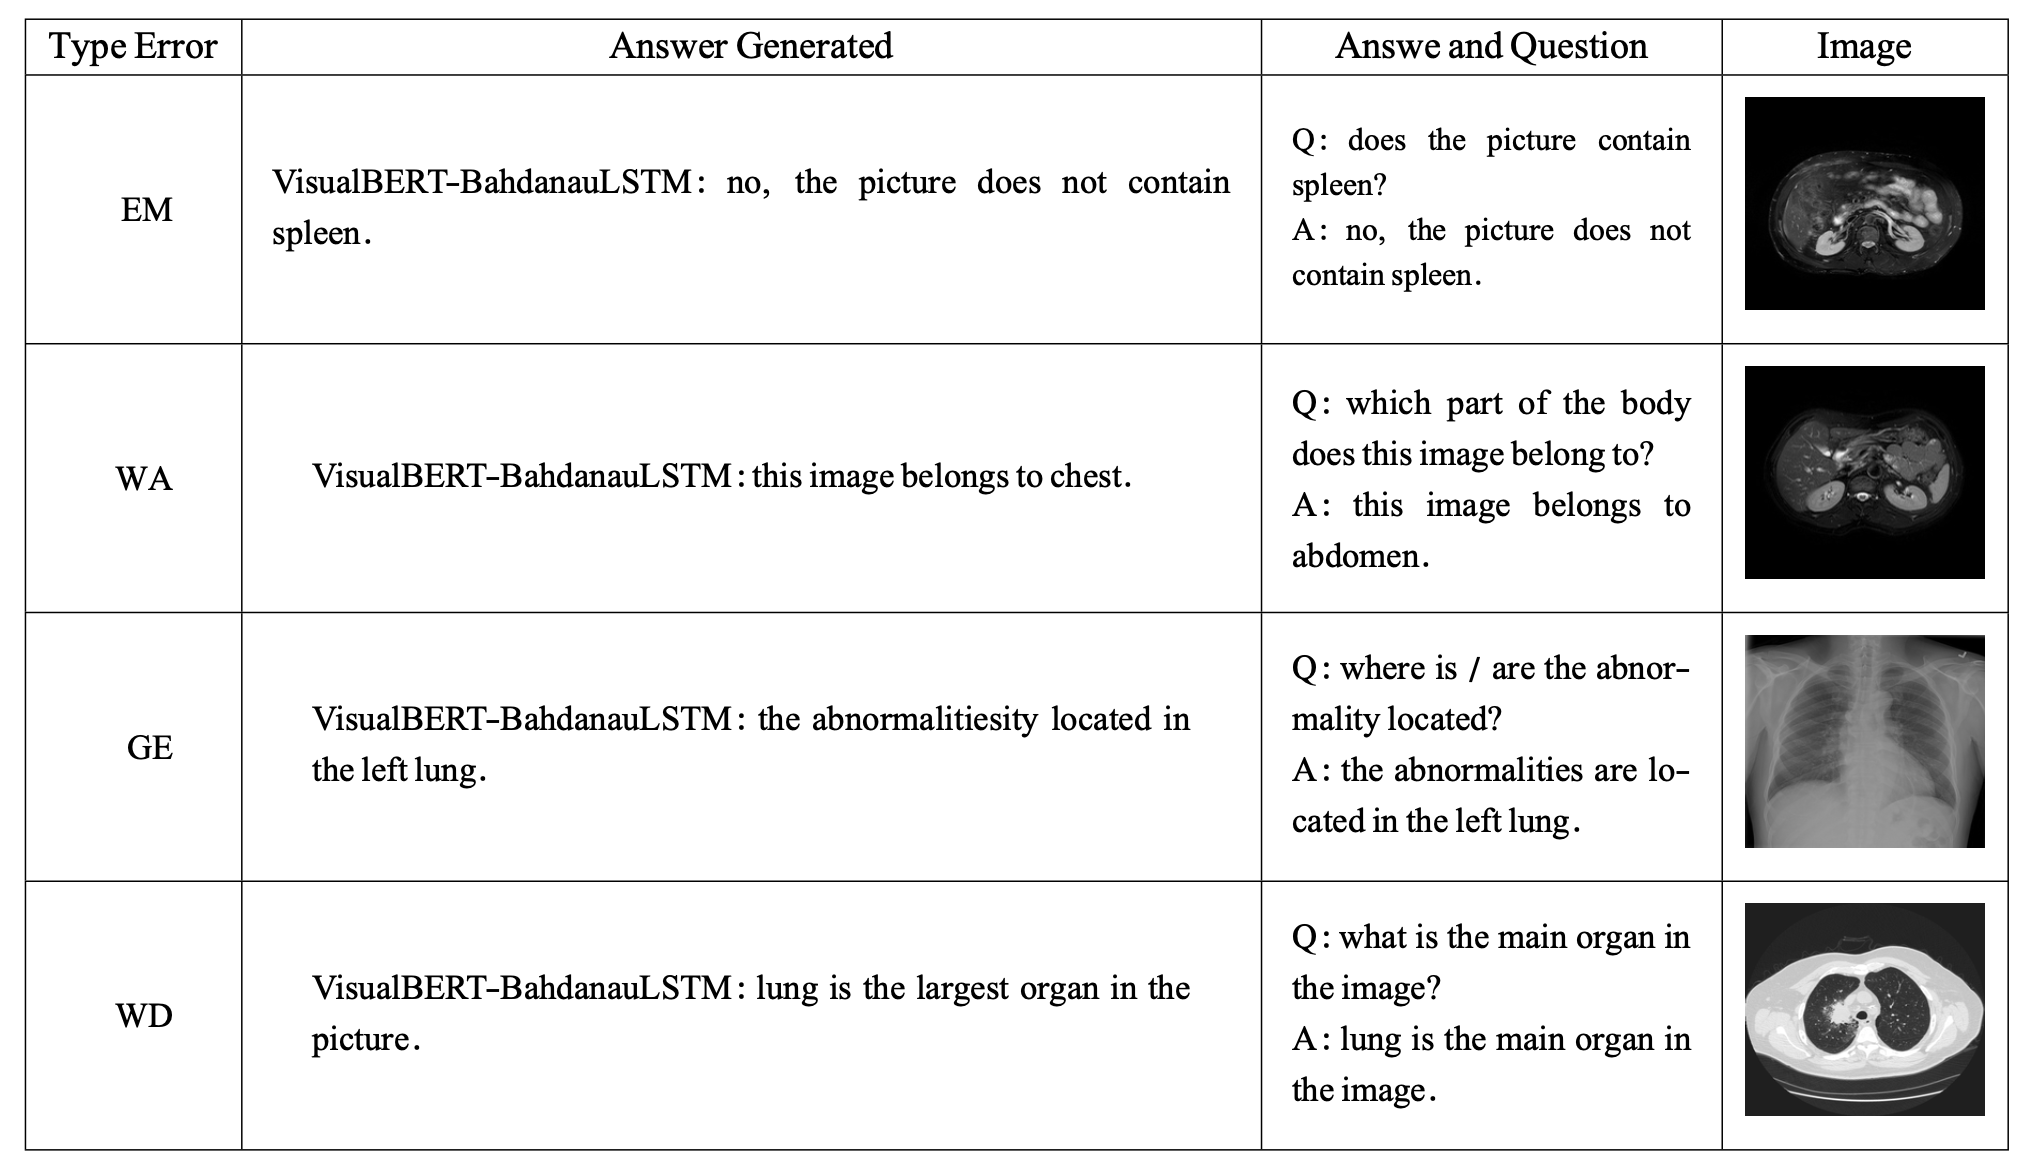 Type Error
Answer Generated
Answe and Question
Image
EM
VisualBERT-BahdanauLSTM: no, the picture does not contain
spleen.
Q: does the picture contain
spleen?
A: no, the picture does not
contain spleen.
WA
VisualBERT-BahdanauLSTM: this image belongs to chest.
Q: which part of the body
does this image belong to?
A: this image belongs to
abdomen.
GE
VisualBERT-BahdanauLSTM: the abnormalitiesity located in
the left lung.
Q: where is / are the abnor-
mality located?
A: the abnormalities are lo-
cated in the left lung.
WD
VisualBERT-BahdanauLSTM: lung is the largest organ in the
picture.
Q: what is the main organ in
the image?
A: lung is the main organ in
the image.